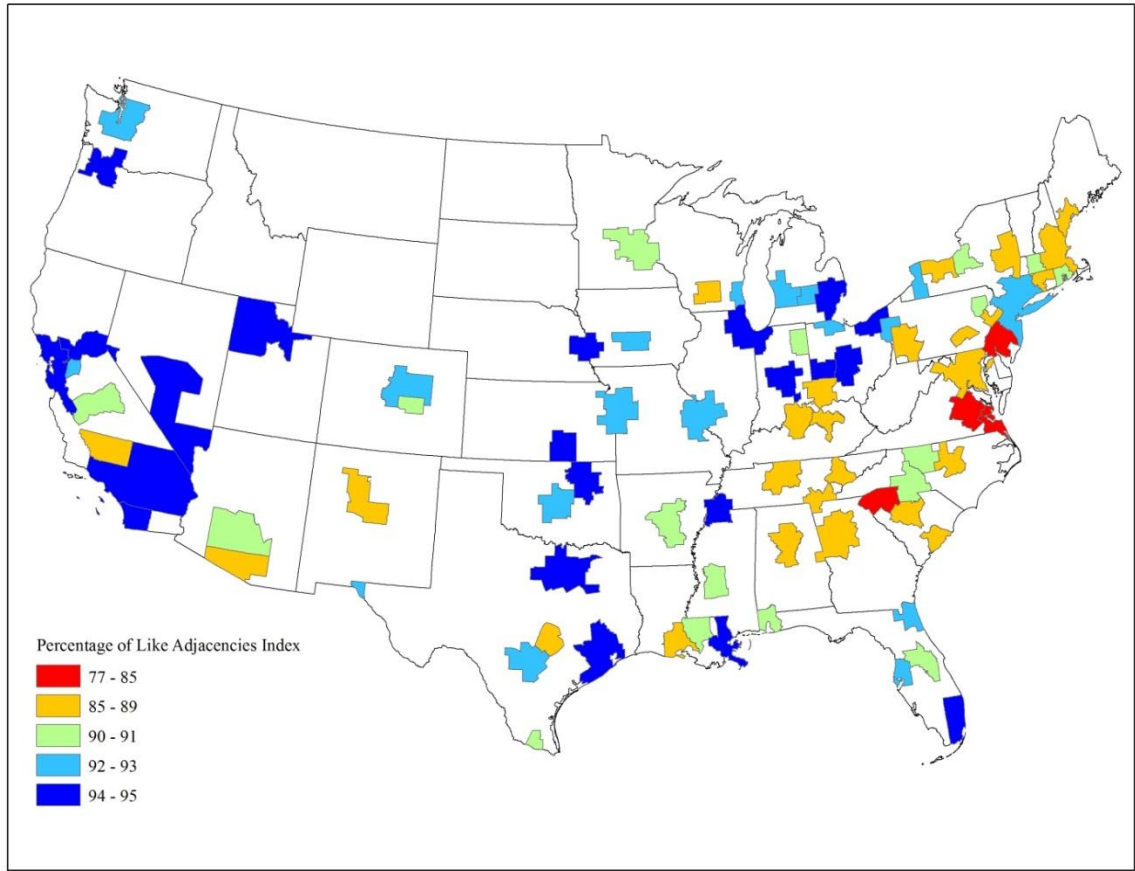 Percentage of Like Adjacencies Index
77 - 85
85 - 89
90 - 91
92 - 93
94 - 95